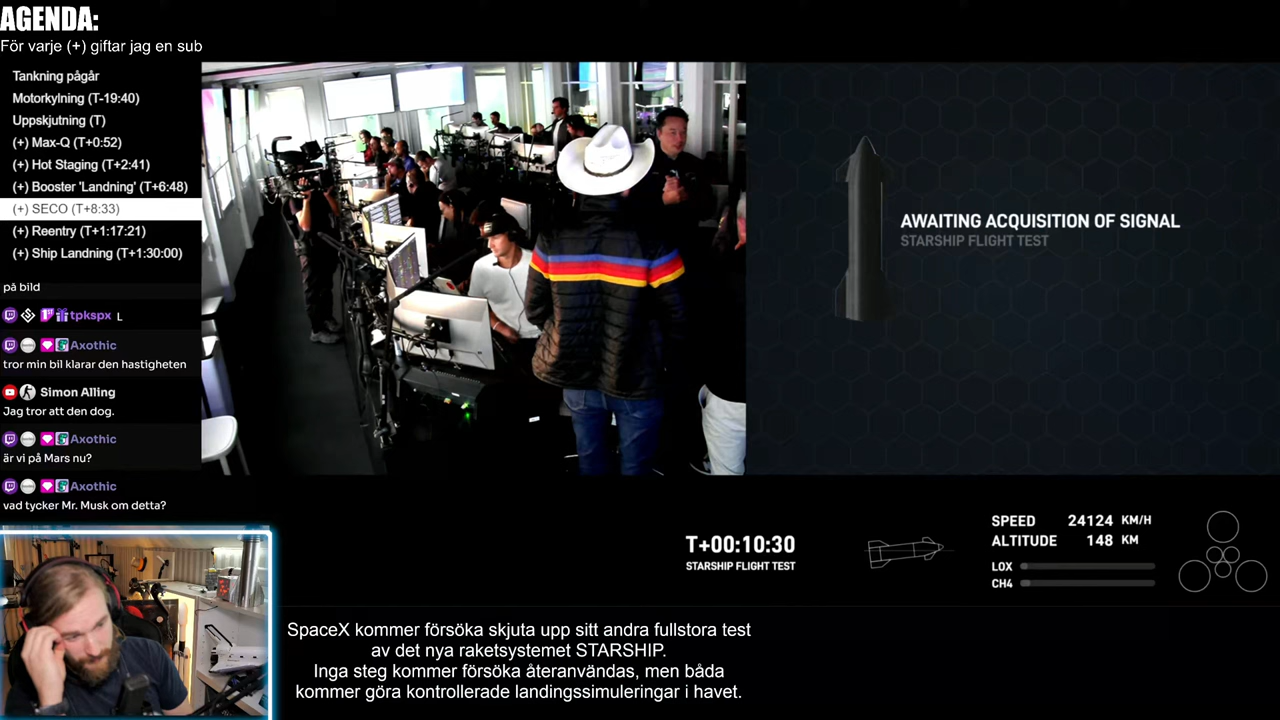 AGENDA:
För varje (+) giftar jag en sub
Tankning pågår
Motorkylning (T-19:40)
Uppskjutning (T)
(+) Max-Q (T+0:52)
(+) Hot Staging (T+2:41)
(+) Booster 'Landning' (T+6:48)
(+) SECO (T+8:33)
(+) Reentry (T+1:17:21)
(+) Ship Landning (T+1:30:00)
på bild
tpkspx L
Axothic
tror min bil klarar den hastigheten
Simon Alling
Jag tror att den dog.
Axothic
är vi på Mars nu?
Axothic
vad tycker Mr. Musk om detta?
AWAITING ACQUISITION OF SIGNAL
STARSHIP FLIGHT TEST
T+00:10:30
STARSHIP FLIGHT TEST
SPEED 24124 KM/H
ALTITUDE 148 KM
LOX
CH4
SpaceX kommer försöka skjuta upp sitt andra fullstora test
av det nya raketsystemet STARSHIP.
Inga steg kommer försöka återanvändas, men båda
kommer göra kontrollerade landingssimuleringar i havet.